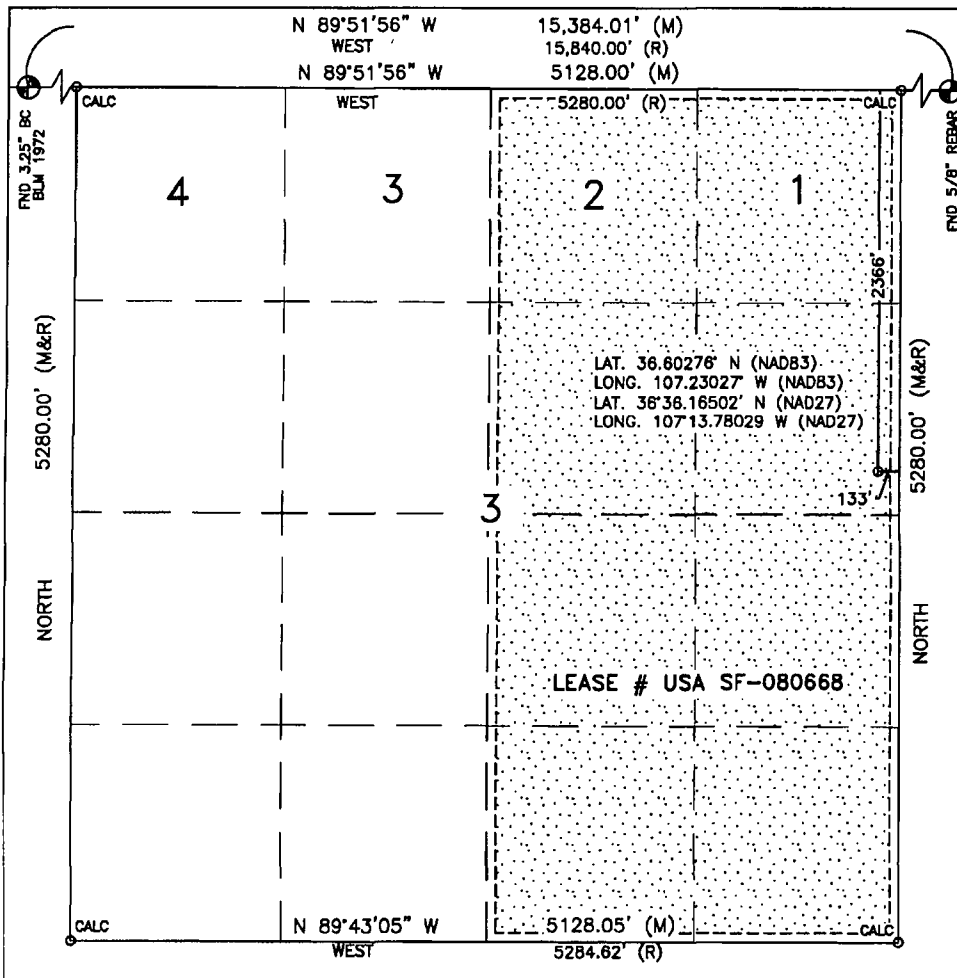 N 89°51'56" W 15,384.01' (M)
WEST 15,840.00' (R)
N 89°51'56" W 5128.00' (M)
CALC WEST 5280.00' (R) CALC
FND 3.25" BC
BLM 1972
FND 5/8" REBAR
4 3 2 1
2366'
5280.00' (M&R)
NORTH
LAT. 36.60276° N (NAD83)
LONG. 107.23027° W (NAD83)
LAT. 36°36.16502' N (NAD27)
LONG. 107°13.78029 W (NAD27)
5280.00' (M&R)
NORTH
133'
3
LEASE # USA SF-080668
CALC N 89°43'05" W 5128.05' (M) CALC
WEST 5284.62' (R)